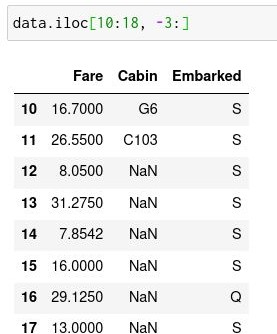 data.iloc[10:18, -3:]
Fare Cabin Embarked
10 16.7000 G6 S
11 26.5500 C103 S
12 8.0500 NaN S
13 31.2750 NaN S
14 7.8542 NaN S
15 16.0000 NaN S
16 29.1250 NaN Q
17 13.0000 NaN S